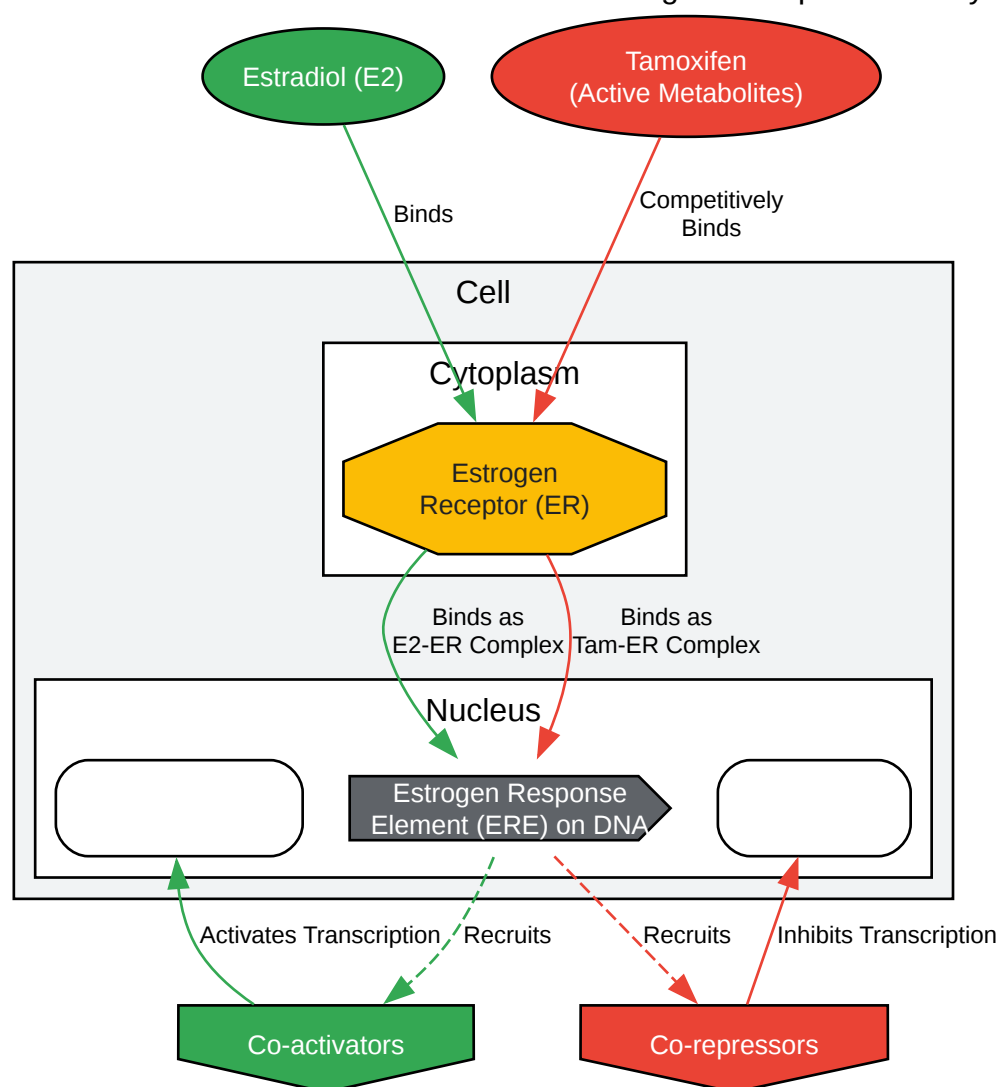 Estradiol (E2)
Tamoxifen
(Active Metabolites)
Binds
Competitively
Binds
Cell
Cytoplasm
Estrogen
Receptor (ER)
Binds as
E2-ER Complex
Binds as
Tam-ER Complex
Nucleus
Estrogen Response
Element (ERE) on DNA
Activates Transcription
Recruits
Recruits
Inhibits Transcription
Co-activators
Co-repressors